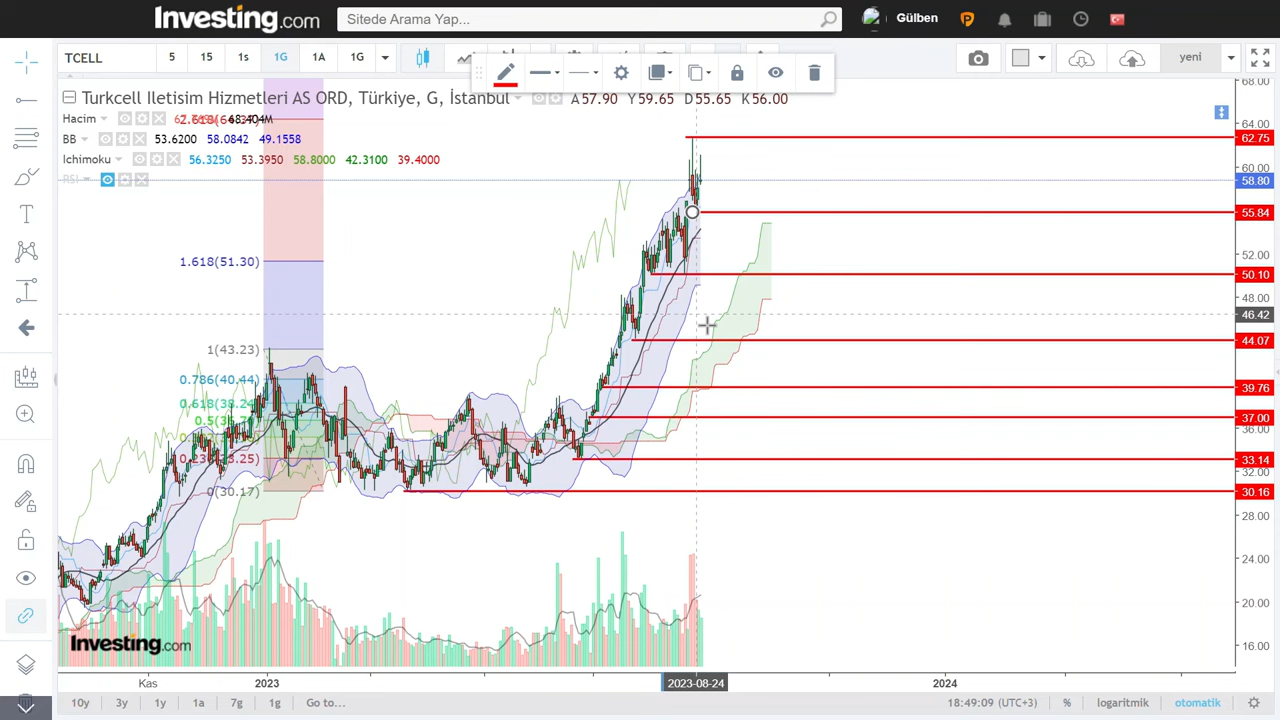 Investing.com
Sitede Arama Yap...
Gülben
TCELL
5
15
1s
1G
1A
1G
yeni
Turkcell Iletisim Hizmetleri AS ORD, Türkiye, G, İstanbul
A57.90 Y59.65 D55.65 K56.00
Hacim
68.404M
BB 53.6200 58.0842 49.1558
Ichimoku 56.3250 53.3950 58.8000 42.3100 39.4000
RSI
1.618(51.30)
1(43.23)
0.786(40.44)
0(30.17)
68.00
64.00
62.75
60.00
58.80
55.84
52.00
50.10
48.00
46.42
44.07
39.76
37.00
36.00
33.14
32.00
30.16
28.00
24.00
20.00
16.00
Investing.com
Kas
2023
2023-08-24
2024
10y
3y
1y
1a
7g
1g
Go to...
18:49:09 (UTC+3)
%
logaritmik
otomatik